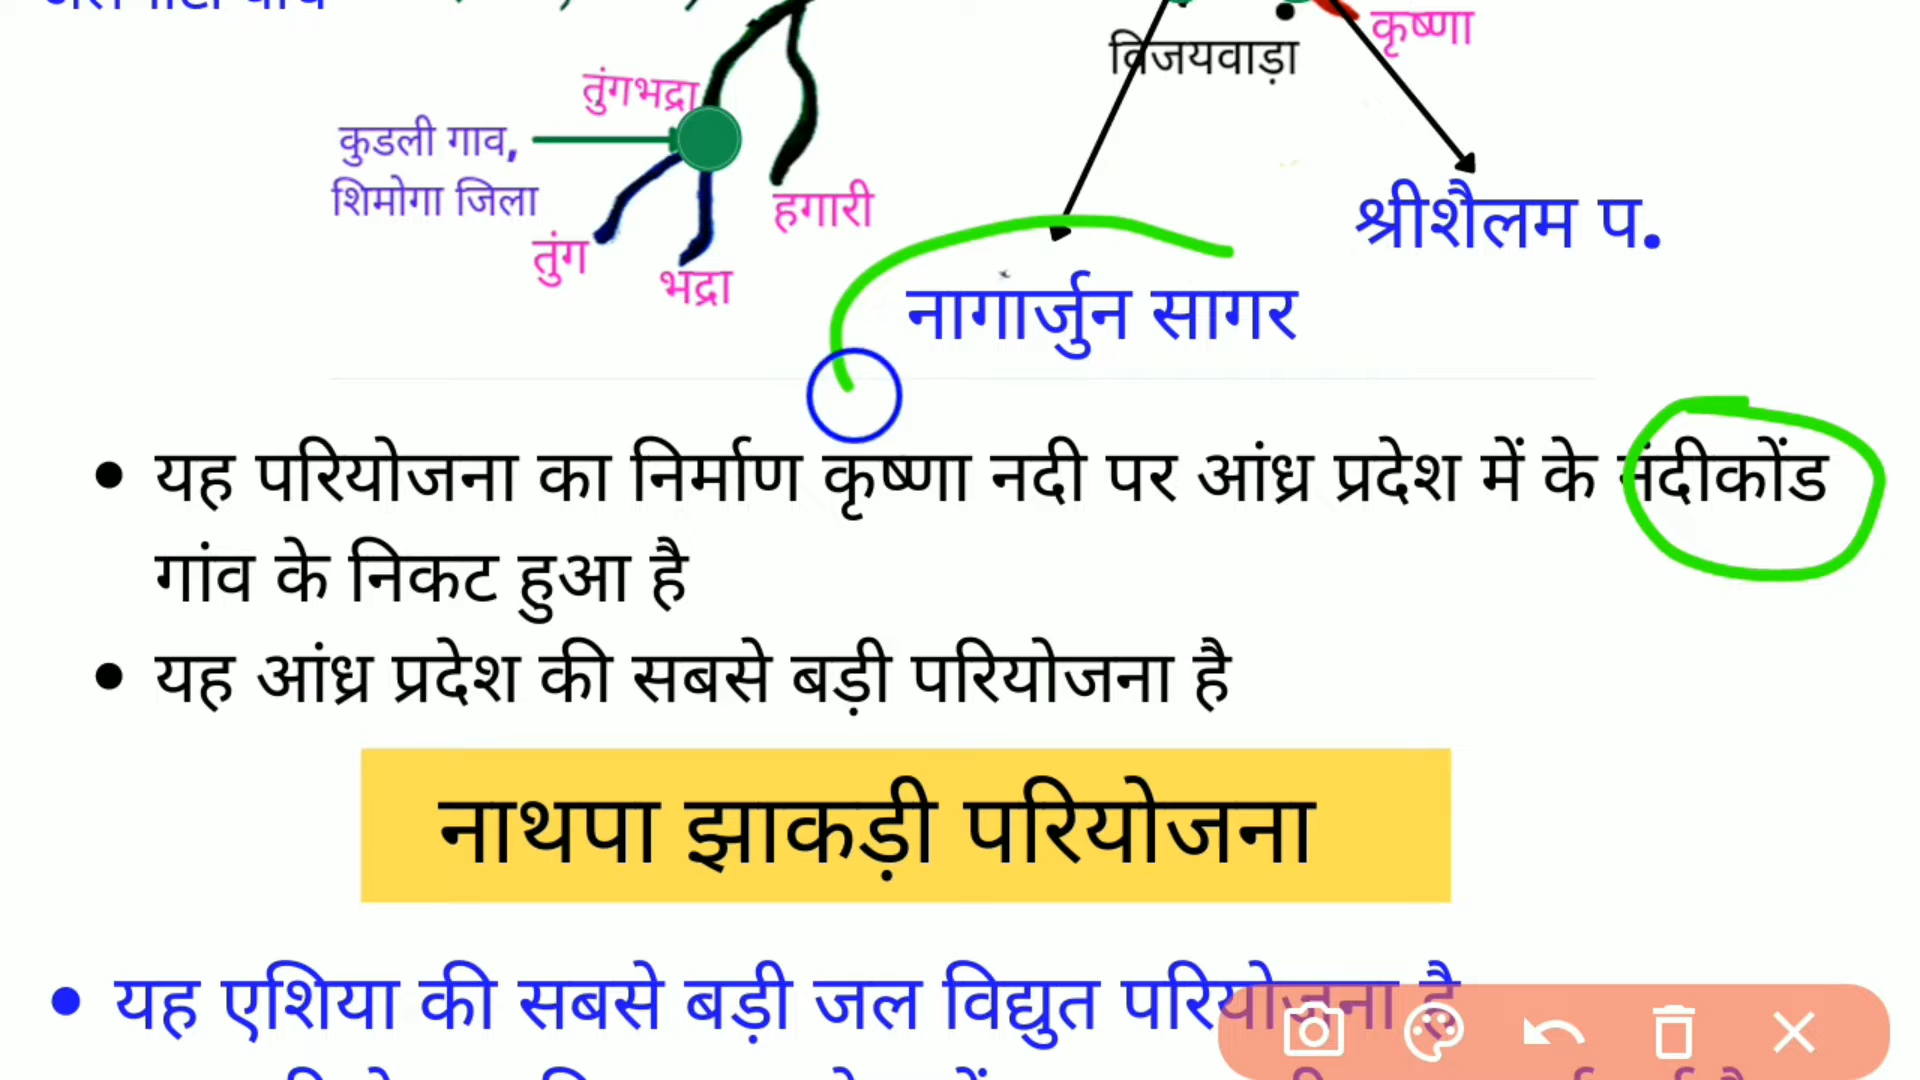 कृष्णा
विजयवाड़ा
तुंगभद्रा
कुडली गाव,
शिमोगा जिला
हगारी
श्रीशैलम प.
तुंग
भद्रा
नागार्जुन सागर
यह परियोजना का निर्माण कृष्णा नदी पर आंध्र प्रदेश में के नंदीकोंड
गांव के निकट हुआ है
यह आंध्र प्रदेश की सबसे बड़ी परियोजना है
नाथपा झाकड़ी परियोजना
यह एशिया की सबसे बड़ी जल विद्युत परियोजना है